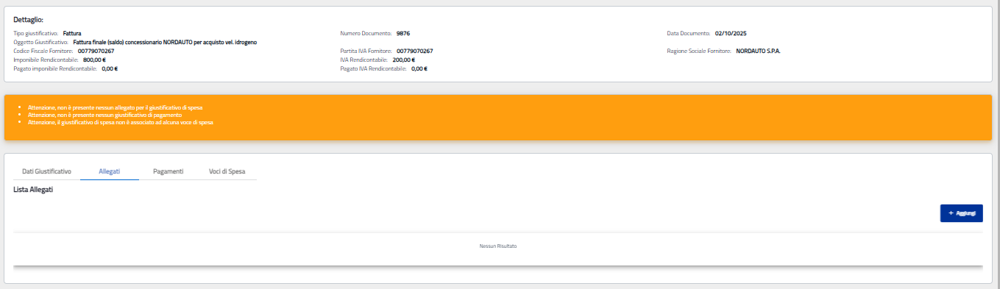 Dettaglio:
Tipo giustificativo: Fattura Numero Documento: 9876 Data Documento: 02/10/2025
Oggetto Giustificativo: Fattura finale (saldo) concessionario NORDAUTO per acquisto vel. idrogeno
Codice Fiscale Fornitore: 00779070267 Partita IVA Fornitore: 00779070267 Ragione Sociale Fornitore: NORDAUTO S.P.A.
Imponibile Rendicontabile: 800,00 € IVA Rendicontabile: 200,00 €
Pagato imponibile Rendicontabile: 0,00 € Pagato IVA Rendicontabile: 0,00 €
• Attenzione, non è presente nessun allegato per il giustificativo di spesa
• Attenzione, non è presente nessun giustificativo di pagamento
• Attenzione, il giustificativo di spesa non è associato ad alcuna voce di spesa
Dati Giustificativo Allegati Pagamenti Voci di Spesa
Lista Allegati
+ Aggiungi
Nessun Risultato